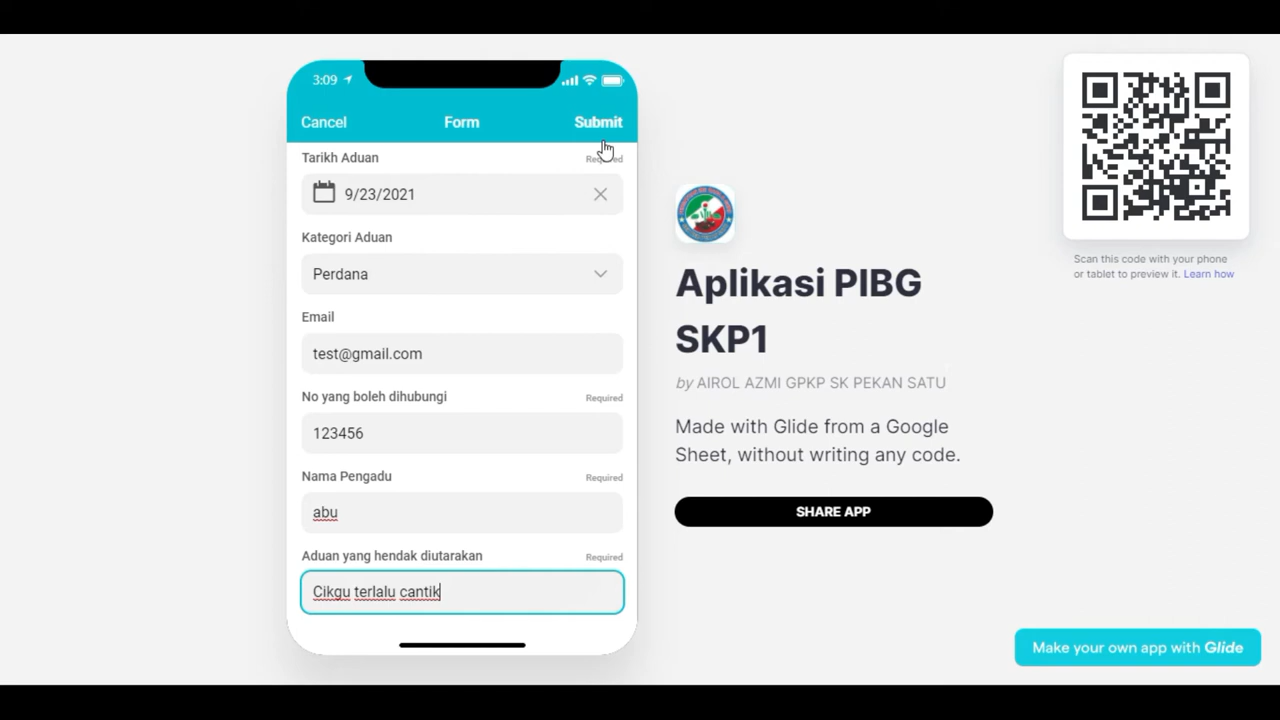 3:09
Cancel
Form
Submit
Tarikh Aduan
9/23/2021
Kategori Aduan
Perdana
Email
test@gmail.com
No yang boleh dihubungi
Required
123456
Nama Pengadu
Required
abu
Aduan yang hendak diutarakan
Required
Cikgu terlalu cantik
Aplikasi PIBG
SKP1
by AIROL AZMI GPKP SK PEKAN SATU
Made with Glide from a Google
Sheet, without writing any code.
SHARE APP
Scan this code with your phone
or tablet to preview it. Learn how
Make your own app with Glide